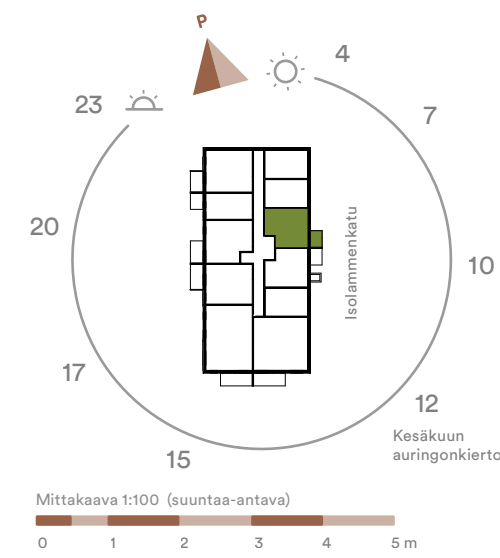 P
4
23
7
20
Isolammenkatu
10
17
12
Kesäkuun
auringonkierto
15
Mittakaava 1:100 (suuntaa-antava)
0 1 2 3 4 5 m